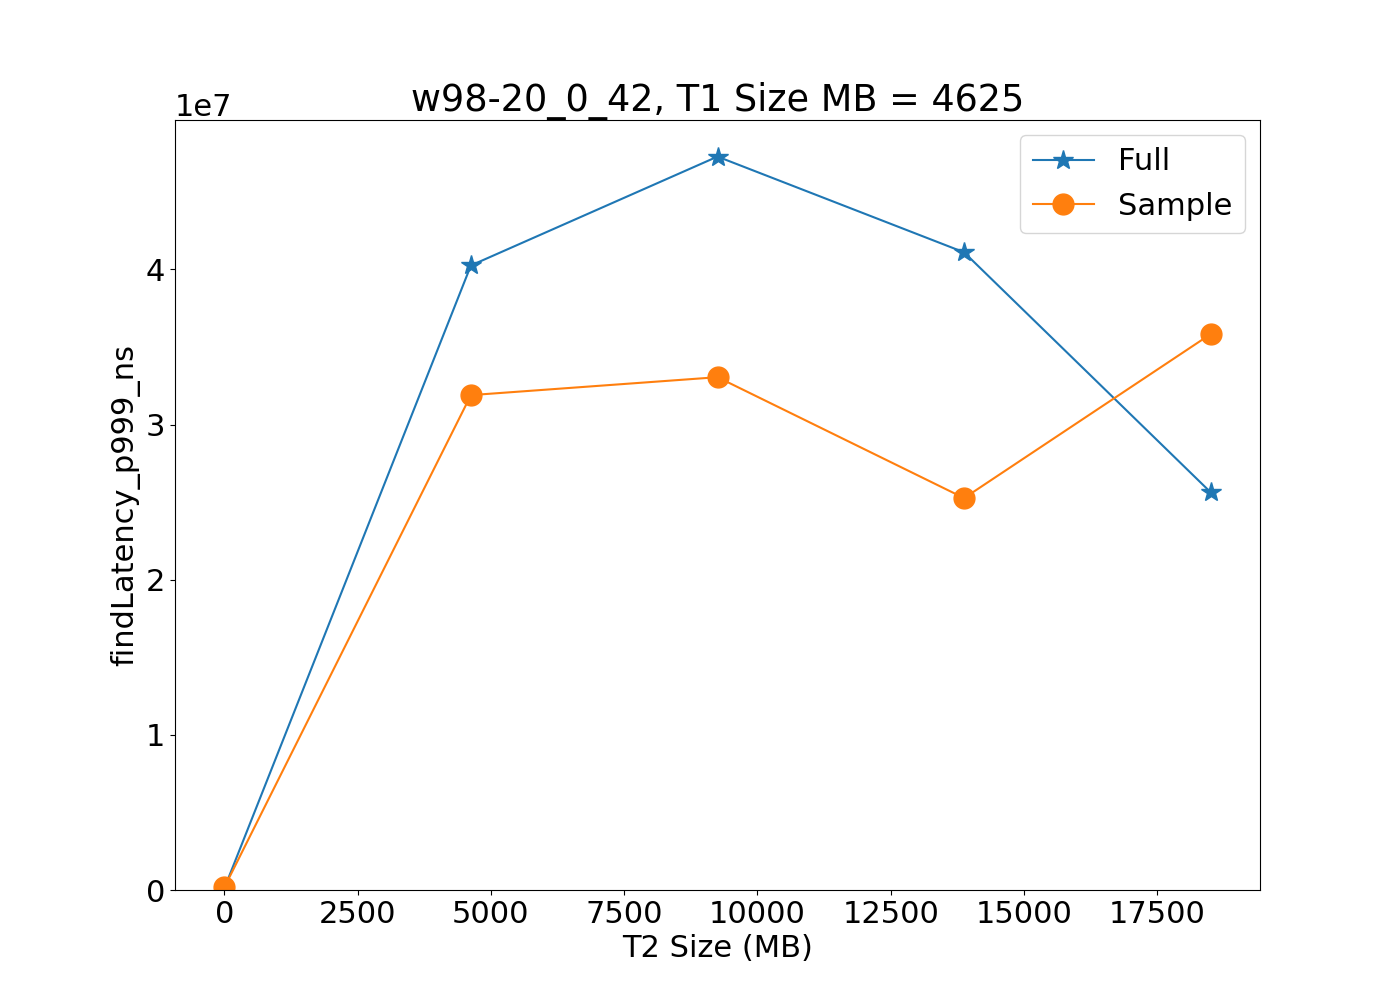 w98-20_0_42, T1 Size MB = 4625
1e7
Full
Sample
4
3
2
1
0
findLatency_p999_ns
0 2500 5000 7500 10000 12500 15000 17500
T2 Size (MB)